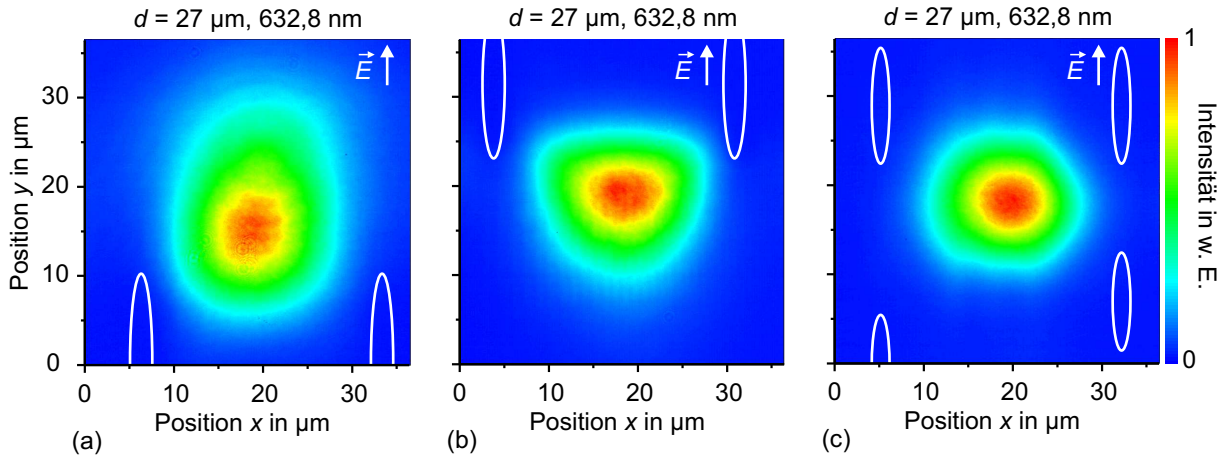 d = 27 µm, 632,8 nm
d = 27 µm, 632,8 nm
d = 27 µm, 632,8 nm
E
E
E
Position y in µm
30
20
10
0
0
10
20
30
Position x in µm
(a)
0
10
20
30
Position x in µm
(b)
0
10
20
30
Position x in µm
(c)
1
Intensität in w. E.
0